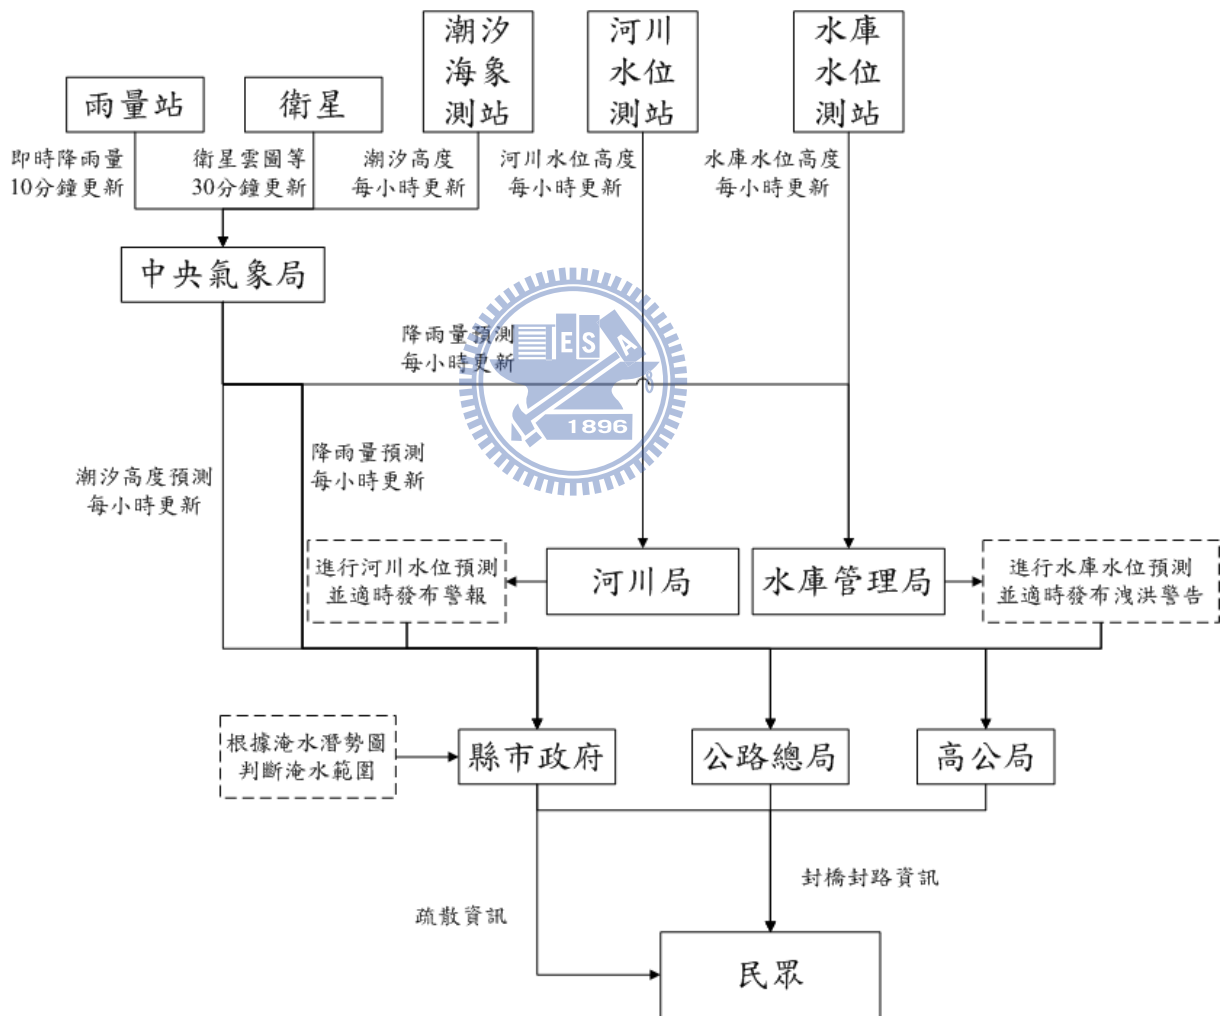 雨量站
衛星
潮汐
海象
測站
河川
水位
測站
水庫
水位
測站
即時降雨量
10分鐘更新
衛星雲圖等
30分鐘更新
潮汐高度
每小時更新
河川水位高度
每小時更新
水庫水位高度
每小時更新
中央氣象局
降雨量預測
每小時更新
E S A
1896
潮汐高度預測
每小時更新
降雨量預測
每小時更新
進行河川水位預測
並適時發布警報
河川局
水庫管理局
進行水庫水位預測
並適時發布洩洪警告
根據淹水潛勢圖
判斷淹水範圍
縣市政府
公路總局
高公局
疏散資訊
封橋封路資訊
民眾